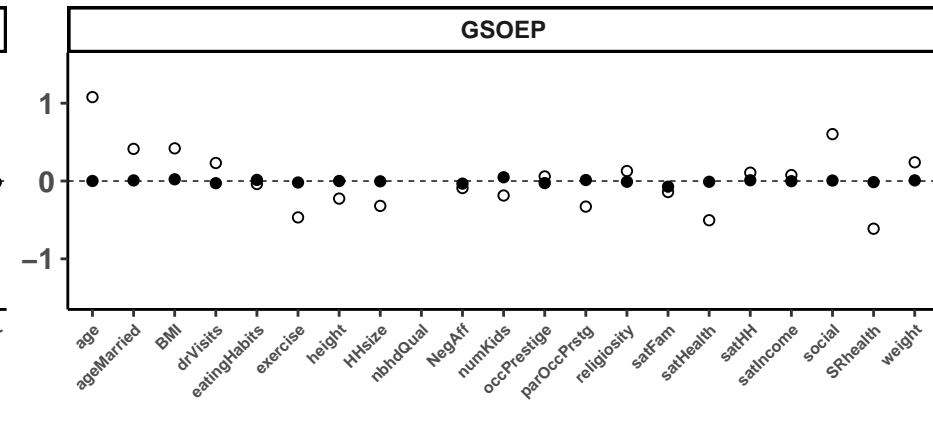 GSOEP
1
0
−1
age
ageMarried
BMI
drVisits
eatingHabits
exercise
height
HHsize
nbhdQual
NegAff
numKids
occPrestige
parOccPrstg
religiosity
satFam
satHealth
satHH
satIncome
social
SRhealth
weight